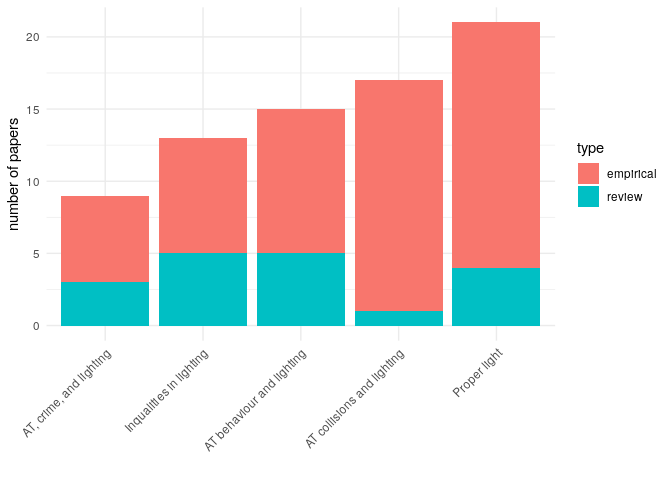 number of papers
20
15
10
5
0
AT, crime, and lighting
Inqualities in lighting
AT behaviour and lighting
AT collisions and lighting
Proper light
type
empirical
review